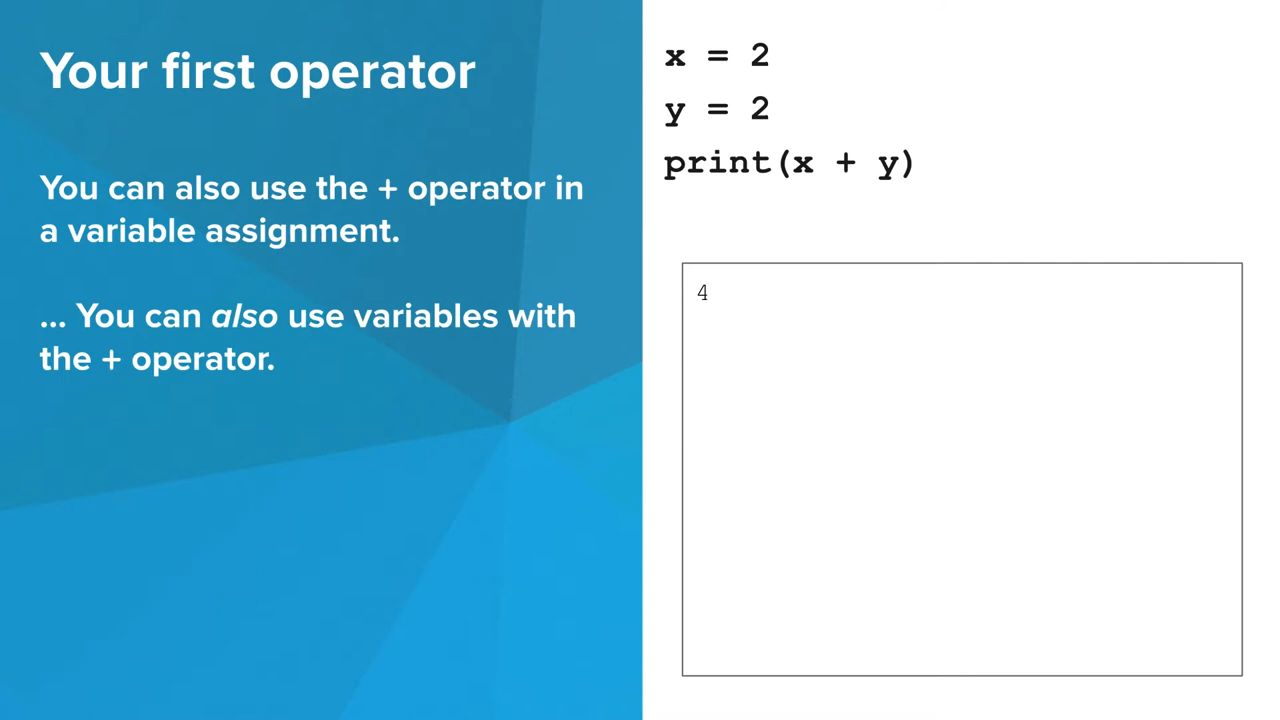 Your first operator
You can also use the + operator in
a variable assignment.
... You can also use variables with
the + operator.
x = 2
y = 2
print(x + y)
4